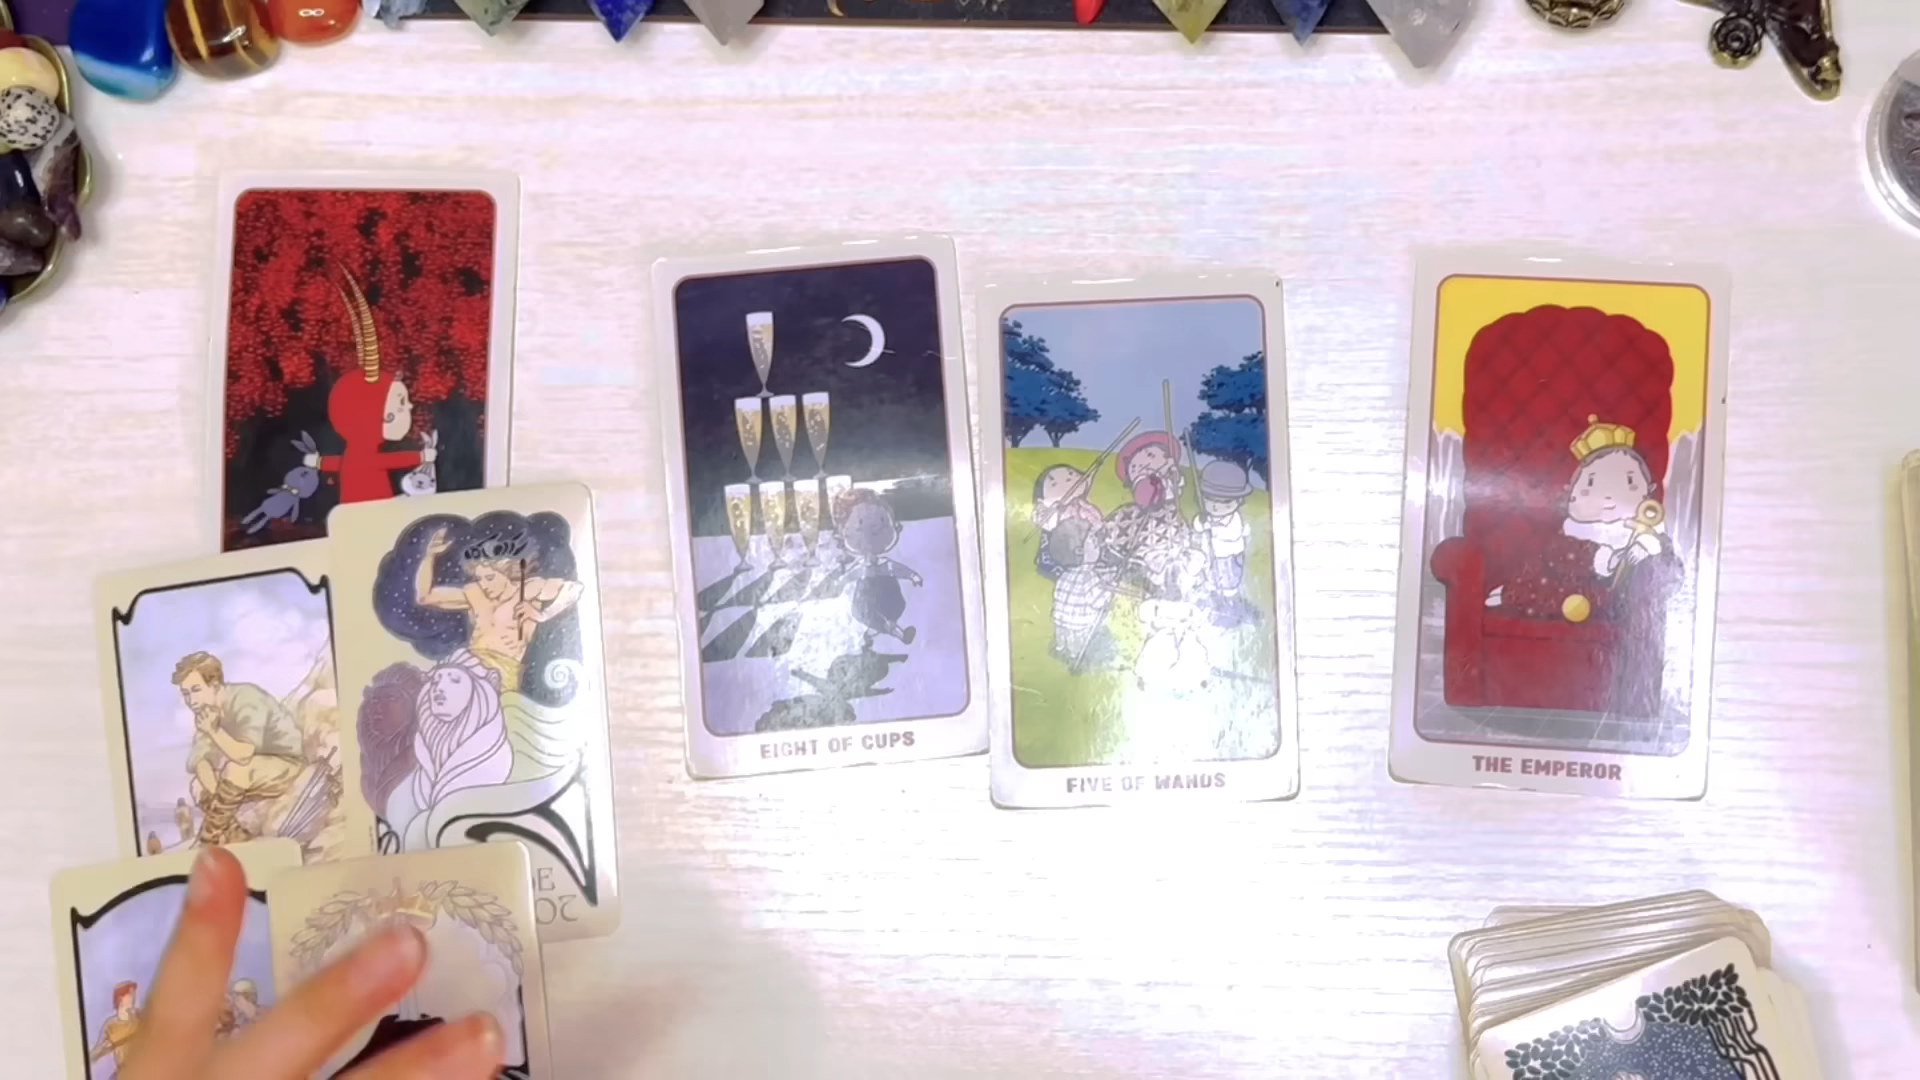 EIGHT OF CUPS
FIVE OF WANDS
THE EMPEROR